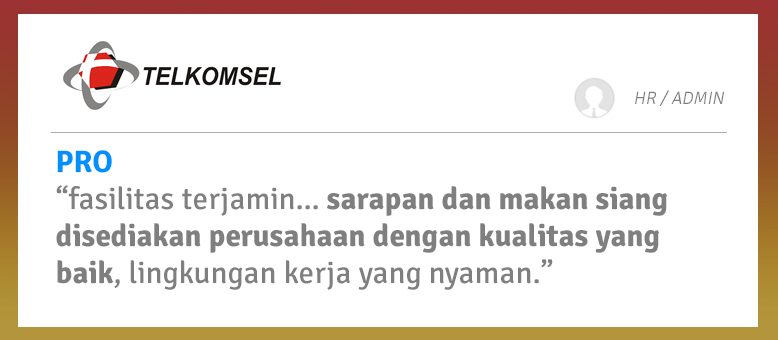 TELKOMSEL
HR / ADMIN
PRO
“fasilitas terjamin... sarapan dan makan siang
disediakan perusahaan dengan kualitas yang
baik, lingkungan kerja yang nyaman.”